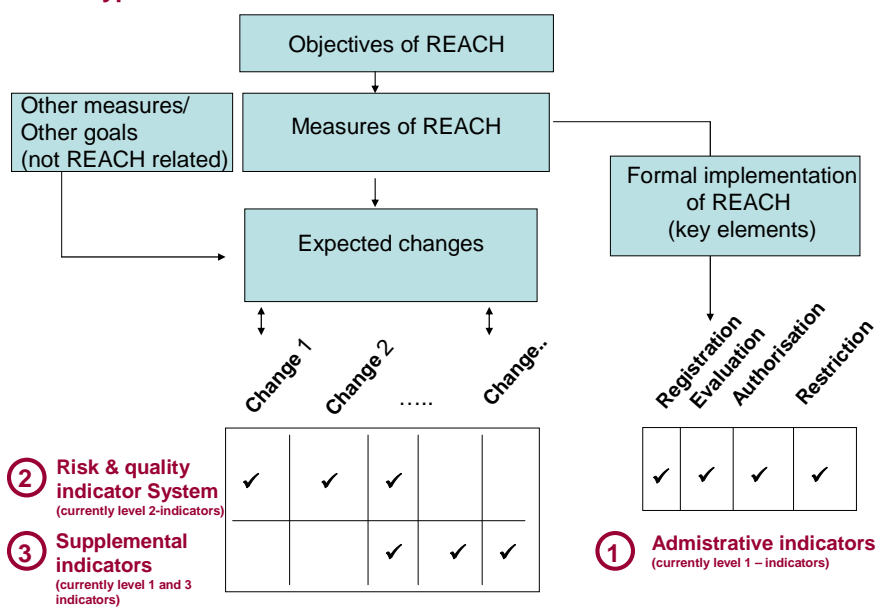 Objectives of REACH
Other measures/
Other goals
(not REACH related)
Measures of REACH
Formal implementation
of REACH
(key elements)
Expected changes
Change 1
Change 2
.....
Change..
Registration
Evaluation
Authorisation
Restriction
2
Risk & quality
indicator System
(currently level 2-indicators)
✓ ✓ ✓
✓ ✓ ✓ ✓
3
Supplemental
indicators
(currently level 1 and 3
indicators)
✓ ✓ ✓
1
Admistrative indicators
(currently level 1 – indicators)